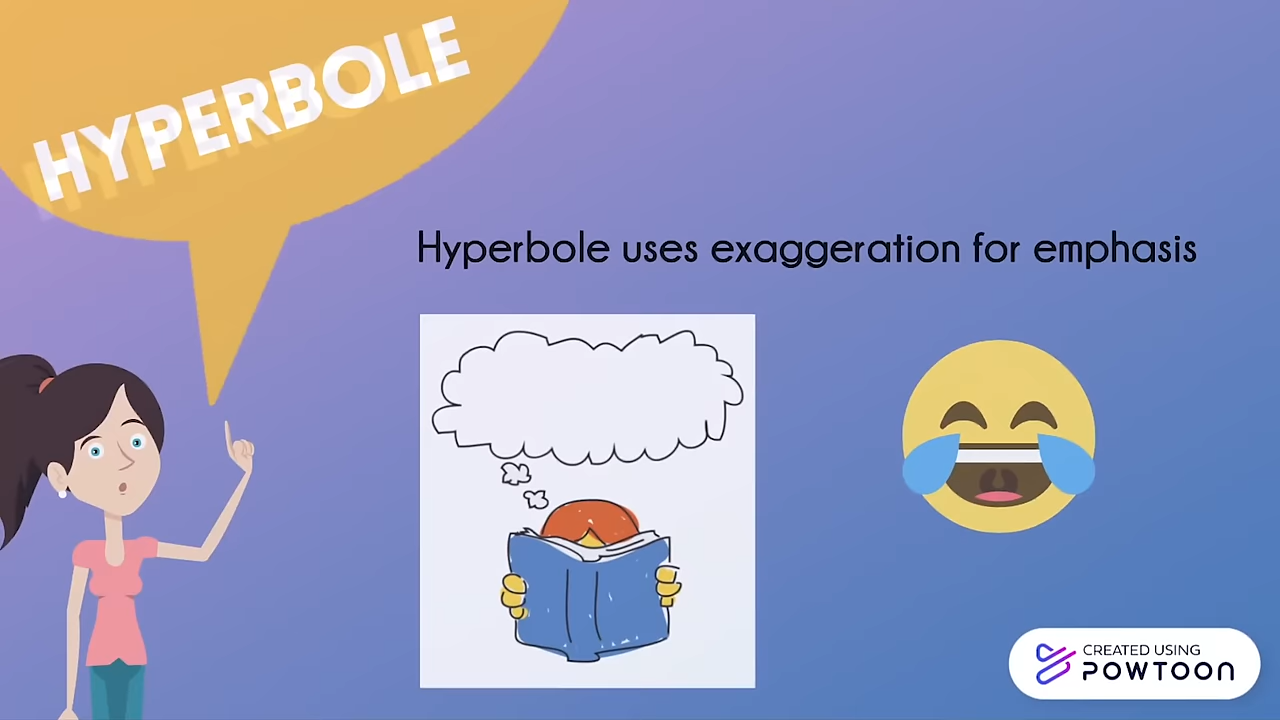 HYPERBOLE
Hyperbole uses exaggeration for emphasis
CREATED USING
POWTOON